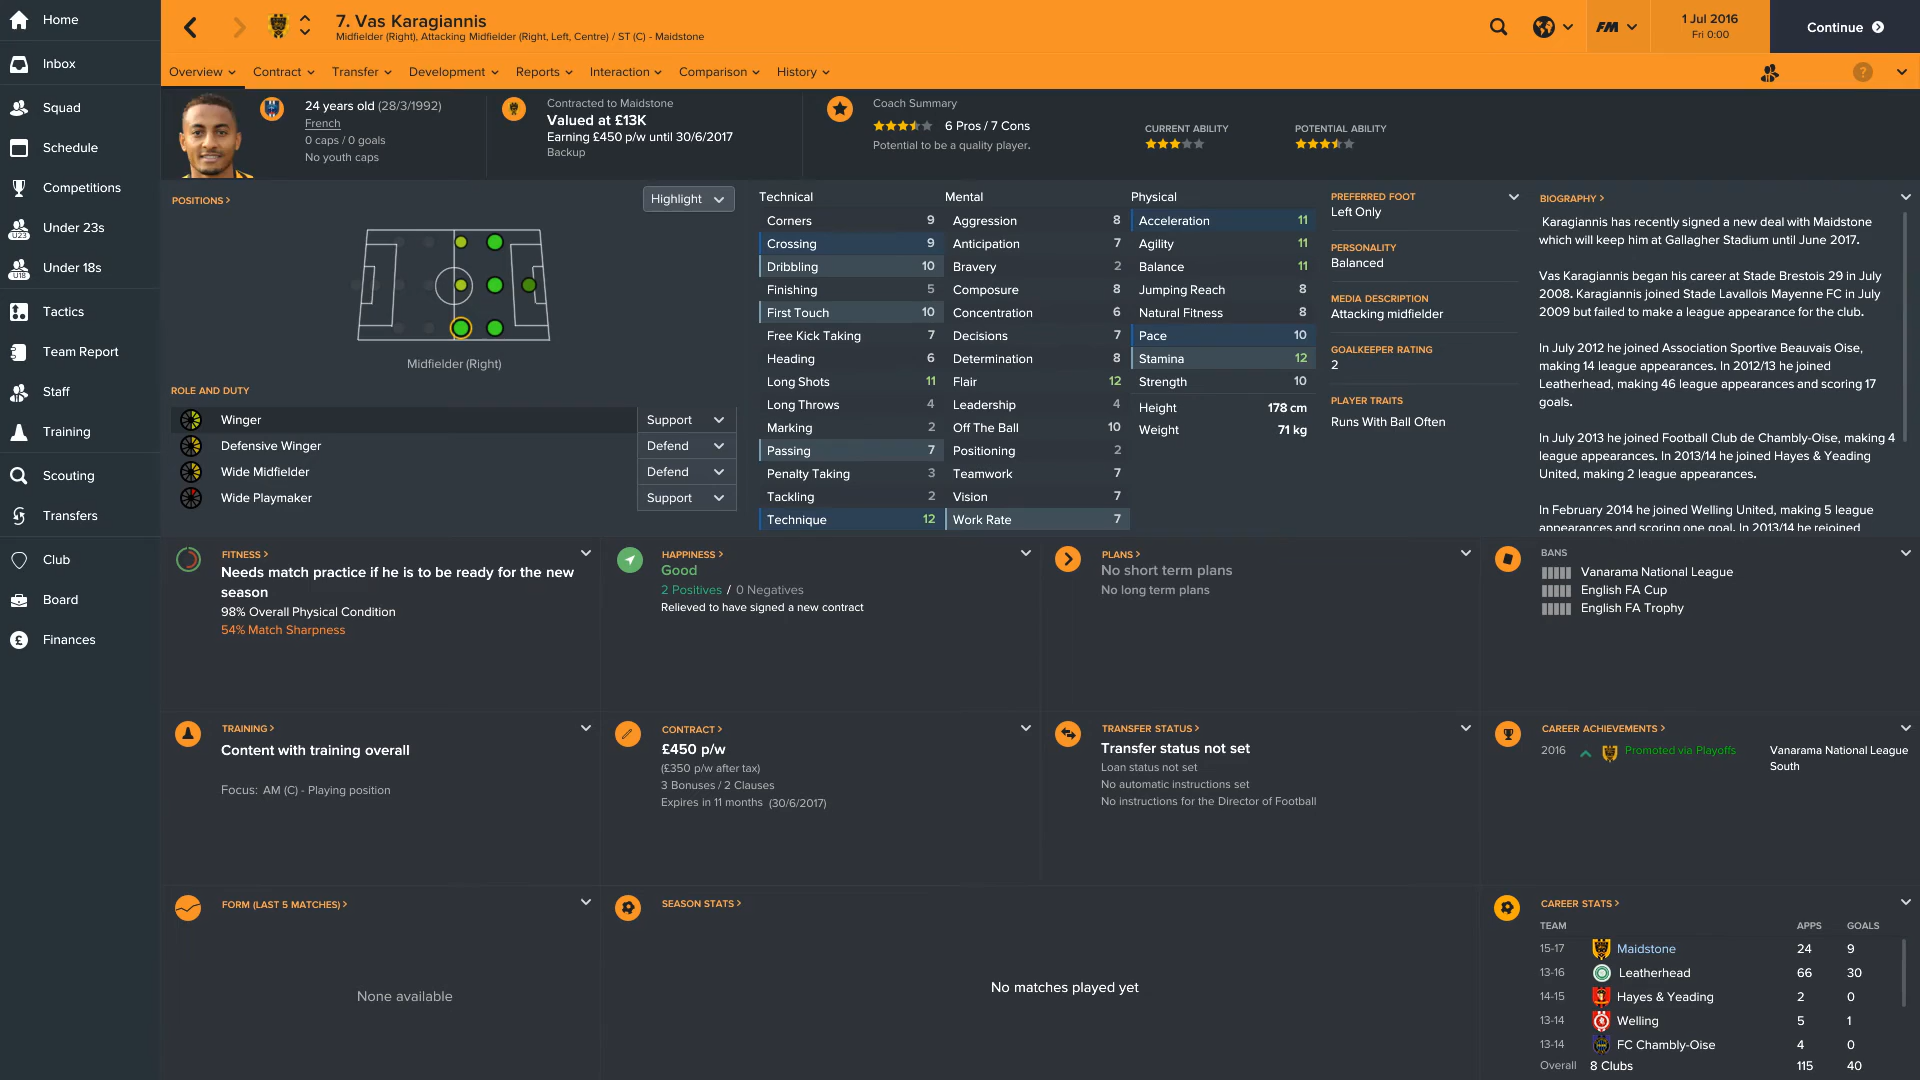 Home
Inbox
Squad
Schedule
Competitions
Under 23s
Under 18s
Tactics
Team Report
Staff
Training
Scouting
Transfers
Club
Board
Finances
7. Vas Karagiannis
Midfielder (Right), Attacking Midfielder (Right, Left, Centre) / ST (C) - Maidstone
FM
1 Jul 2016
Fri 0:00
Continue
Overview
Contract
Transfer
Development
Reports
Interaction
Comparison
History
?
24 years old (28/3/1992)
French
0 caps / 0 goals
No youth caps
Contracted to Maidstone
Valued at £13K
Earning £450 p/w until 30/6/2017
Backup
Coach Summary
6 Pros / 7 Cons
Potential to be a quality player.
CURRENT ABILITY
POTENTIAL ABILITY
POSITIONS >
Highlight
Midfielder (Right)
ROLE AND DUTY
Winger Support
Defensive Winger Defend
Wide Midfielder Defend
Wide Playmaker Support
Technical
Corners 9
Crossing 9
Dribbling 10
Finishing 5
First Touch 10
Free Kick Taking 7
Heading 6
Long Shots 11
Long Throws 4
Marking 2
Passing 7
Penalty Taking 3
Tackling 2
Technique 12
Mental
Aggression 8
Anticipation 7
Bravery 2
Composure 8
Concentration 6
Decisions 7
Determination 8
Flair 12
Leadership 4
Off The Ball 10
Positioning 2
Teamwork 7
Vision 7
Work Rate 7
Physical
Acceleration 11
Agility 11
Balance 11
Jumping Reach 8
Natural Fitness 8
Pace 10
Stamina 12
Strength 10
Height 178 cm
Weight 71 kg
PREFERRED FOOT
Left Only
PERSONALITY
Balanced
MEDIA DESCRIPTION
Attacking midfielder
GOALKEEPER RATING
2
PLAYER TRAITS
Runs With Ball Often
BIOGRAPHY >
Karagiannis has recently signed a new deal with Maidstone
which will keep him at Gallagher Stadium until June 2017.
Vas Karagiannis began his career at Stade Brestois 29 in July
2008. Karagiannis joined Stade Lavallois Mayenne FC in July
2009 but failed to make a league appearance for the club.
In July 2012 he joined Association Sportive Beauvais Oise,
making 14 league appearances. In 2012/13 he joined
Leatherhead, making 46 league appearances and scoring 17
goals.
In July 2013 he joined Football Club de Chambly-Oise, making 4
league appearances. In 2013/14 he joined Hayes & Yeading
United, making 2 league appearances.
In February 2014 he joined Welling United, making 5 league
appearances and scoring one goal. In 2013/14 he rejoined
FITNESS >
Needs match practice if he is to be ready for the new
season
98% Overall Physical Condition
54% Match Sharpness
HAPPINESS >
Good
2 Positives / 0 Negatives
Relieved to have signed a new contract
PLANS >
No short term plans
No long term plans
BANS
Vanarama National League
English FA Cup
English FA Trophy
TRAINING >
Content with training overall
Focus: AM (C) - Playing position
CONTRACT >
£450 p/w
(£350 p/w after tax)
3 Bonuses / 2 Clauses
Expires in 11 months (30/6/2017)
TRANSFER STATUS >
Transfer status not set
Loan status not set
No automatic instructions set
No instructions for the Director of Football
CAREER ACHIEVEMENTS >
2016 Promoted via Playoffs Vanarama National League
South
FORM (LAST 5 MATCHES) >
None available
SEASON STATS >
No matches played yet
CAREER STATS >
TEAM APPS GOALS
15-17 Maidstone 24 9
13-16 Leatherhead 66 30
14-15 Hayes & Yeading 2 0
13-14 Welling 5 1
13-14 FC Chambly-Oise 4 0
Overall 8 Clubs 115 40